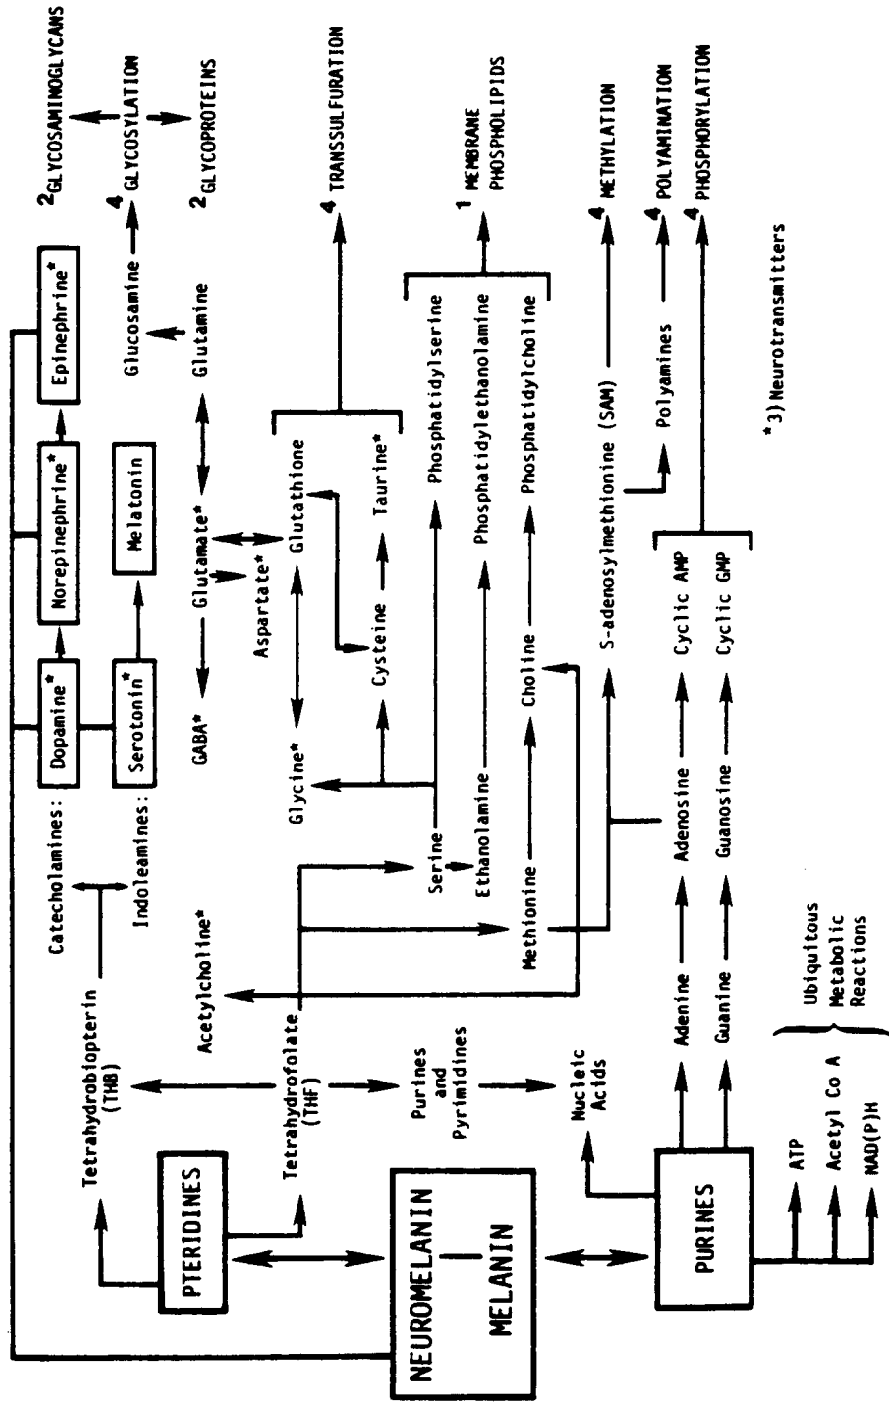 2 GLYCOSAMINOGLYCANS
4 GLYCOSYLATION
2 GLYCOPROTEINS
4 TRANSSULFURATION
1 MEMBRANE
PHOSPHOLIPIDS
4 METHYLATION
4 POLYAMINATION
4 PHOSPHORYLATION
Catecholamines:
Dopamine*
Norepinephrine*
Epinephrine*
Indoleamines:
Serotonin*
Melatonin
Glucosamine
GABA*
Glutamate*
Glutamine
Aspartate*
Glycine*
Glutathione
Cysteine
Taurine*
Tetrahydrobiopterin
(THB)
PTERIDINES
Acetylcholine*
Tetrahydrofolate
(THF)
Serine
Phosphatidylserine
Ethanolamine
Phosphatidylethanolamine
Methionine
Choline
Phosphatidylcholine
Purines
and
Pyrimidines
Nucleic
Acids
NEUROMELANIN
MELANIN
S-adenosylmethionine (SAM)
Polyamines
PURINES
Adenine
Adenosine
Cyclic AMP
Guanine
Guanosine
Cyclic GMP
ATP
Acetyl Co A
NAD(P)H
Ubiquitous
Metabolic
Reactions
*3) Neurotransmitters